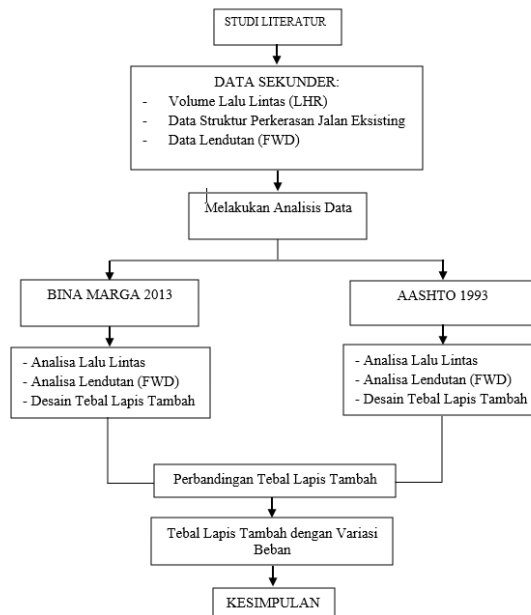 STUDI LITERATUR
DATA SEKUNDER:
- Volume Lalu Lintas (LHR)
- Data Struktur Perkerasan Jalan Eksisting
- Data Lendutan (FWD)
Melakukan Analisis Data
BINA MARGA 2013
AASHTO 1993
- Analisa Lalu Lintas
- Analisa Lendutan (FWD)
- Desain Tebal Lapis Tambah
- Analisa Lalu Lintas
- Analisa Lendutan (FWD)
- Desain Tebal Lapis Tambah
Perbandingan Tebal Lapis Tambah
Tebal Lapis Tambah dengan Variasi
Beban
KESIMPULAN